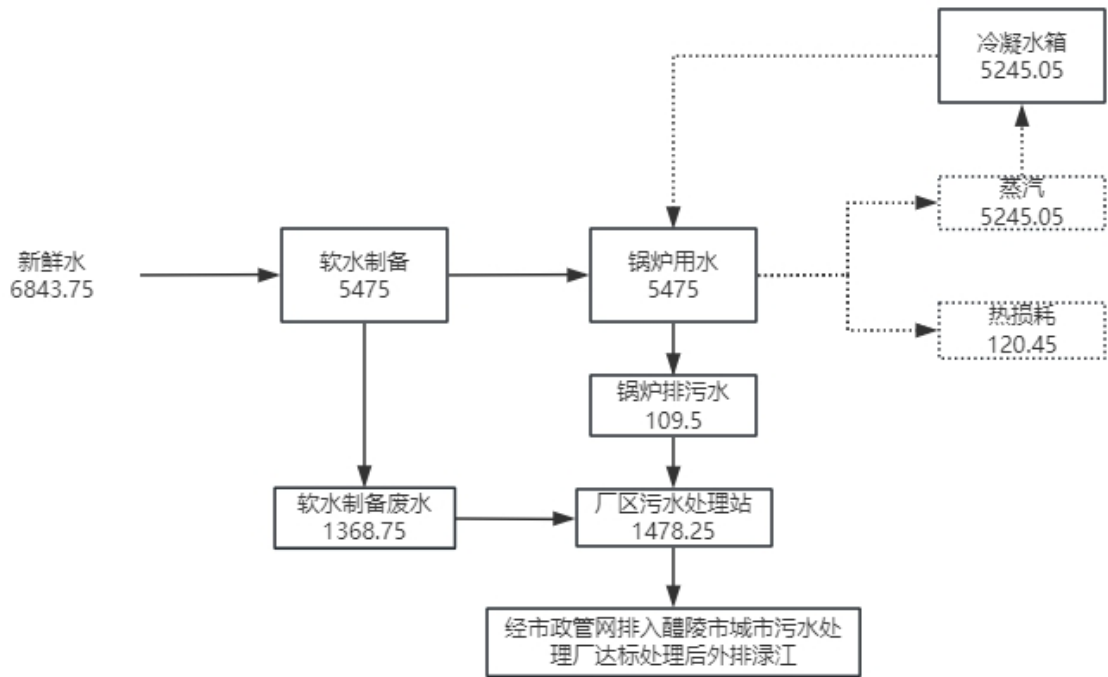 冷凝水箱
5245.05
蒸汽
5245.05
新鲜水
6843.75
软水制备
5475
锅炉用水
5475
热损耗
120.45
锅炉排污水
109.5
软水制备废水
1368.75
厂区污水处理站
1478.25
经市政管网排入醴陵市城市污水处
理厂达标处理后外排渌江